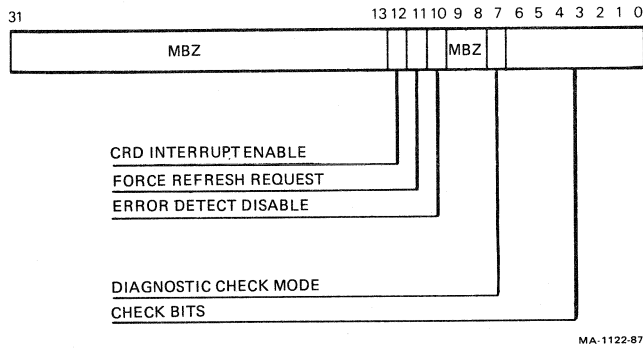 31 13 12 11 10 9 8 7 6 5 4 3 2 1 0
MBZ MBZ
CRD INTERRUPT ENABLE
FORCE REFRESH REQUEST
ERROR DETECT DISABLE
DIAGNOSTIC CHECK MODE
CHECK BITS
MA-1122-87